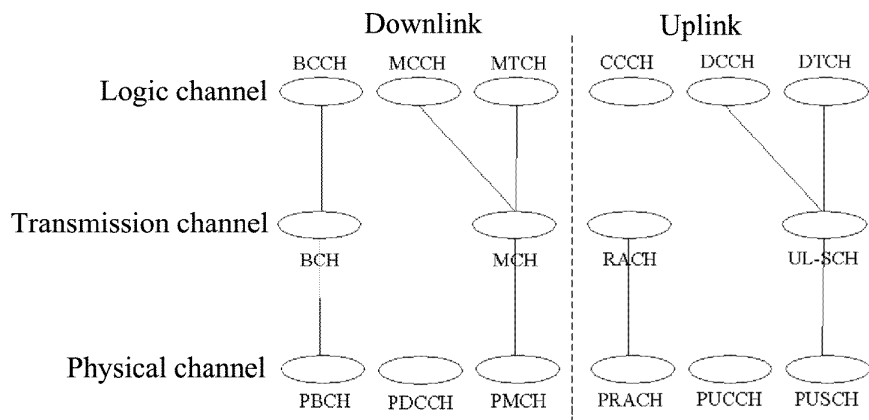 Downlink Uplink
BCCH MCCH MTCH CCCH DCCH DTCH
Logic channel
Transmission channel
BCH MCH RACH UL-SCH
Physical channel
PBCH PDCCH PMCH PRACH PUCCH PUSCH